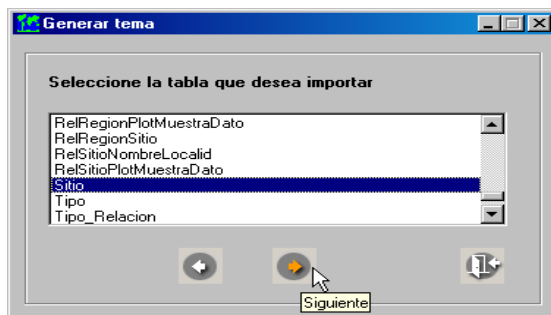 Generar tema
Seleccione la tabla que desea importar
RelRegionPlotMuestraDato
RelRegionSitio
RelSitioNombreLocalid
RelSitioPlotMuestraDato
Sitio
Tipo
Tipo_Relacion
Siguiente